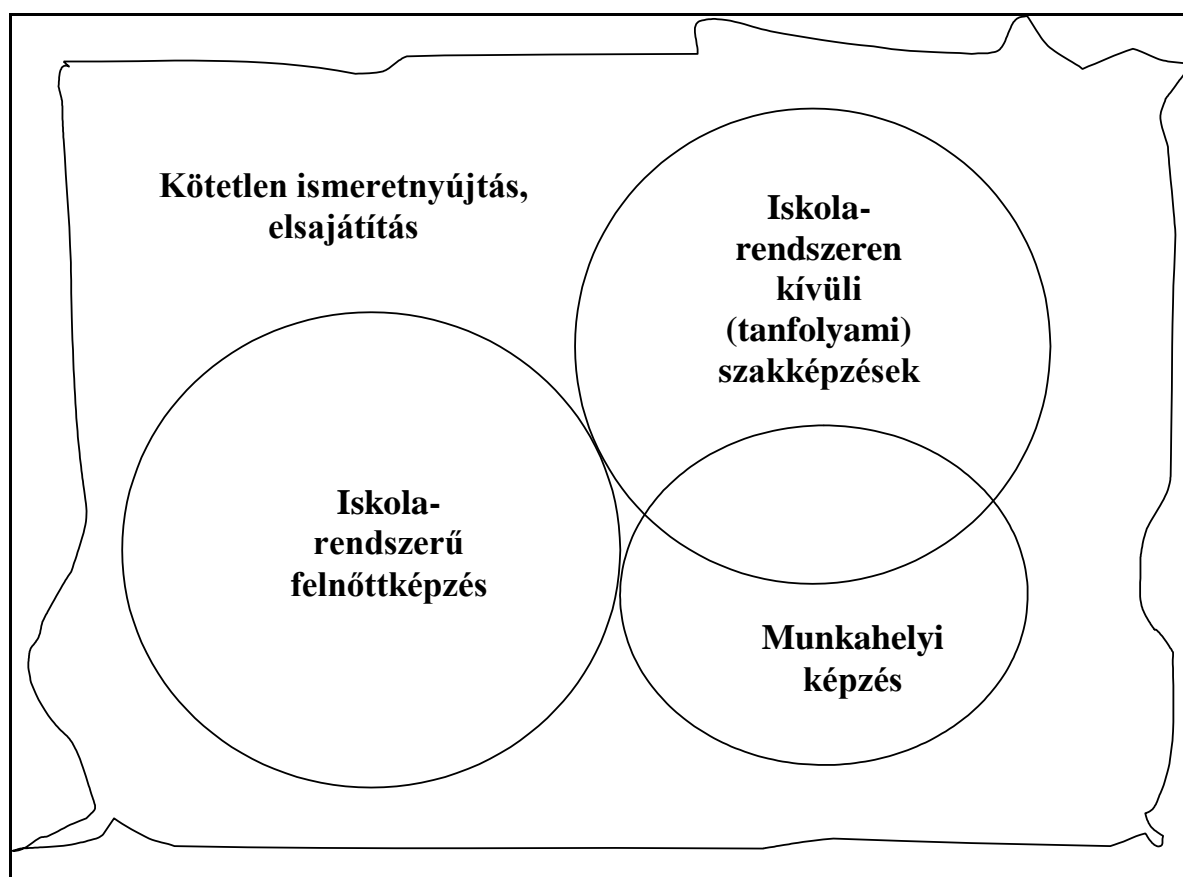 Kötetlen ismeretnyújtás,
elsajátítás
Iskola-
rendszeren
kívüli
(tanfolyami)
szakképzések
Iskola-
rendszerű
felnőttképzés
Munkahelyi
képzés